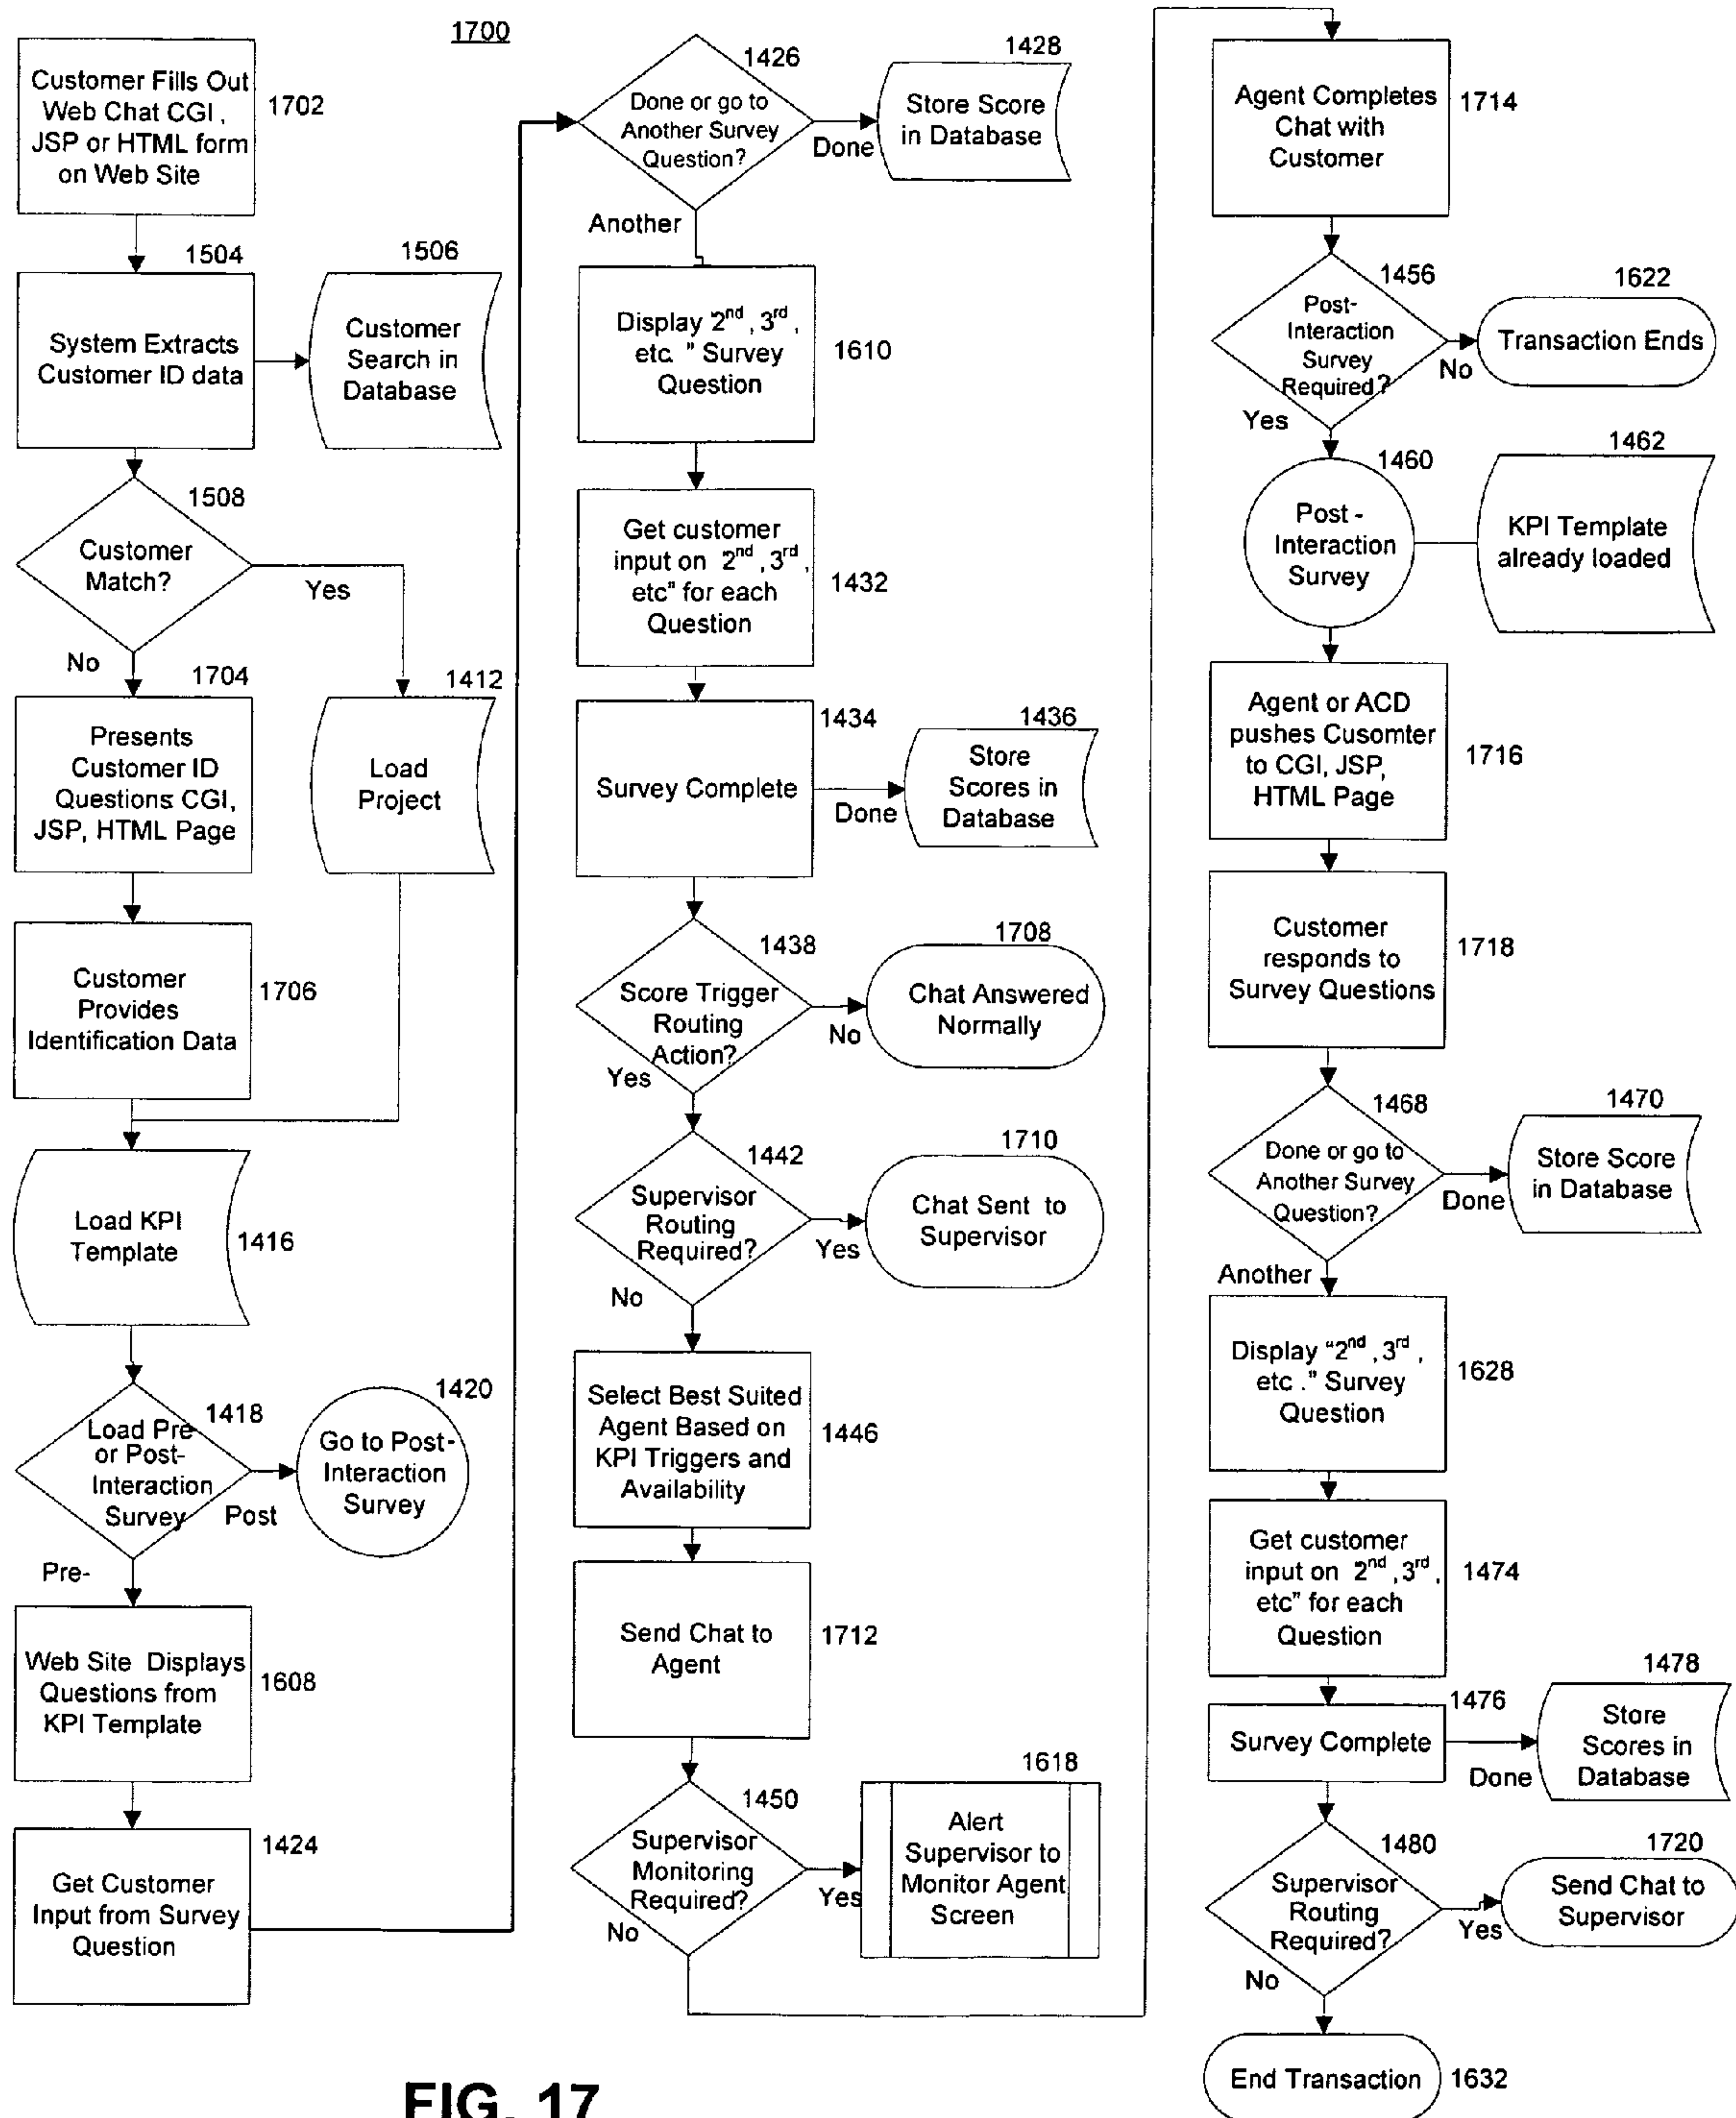 1700
Customer Fills Out
Web Chat CGI,
JSP or HTML form
on Web Site
1702
1504
System Extracts
Customer ID data
1506
Customer
Search in
Database
1508
Customer
Match?
Yes
No
1704
Presents
Customer ID
Questions CGI,
JSP, HTML Page
1412
Load
Project
Customer
Provides
Identification Data
1706
Load KPI
Template
1416
1418
Load Pre
or Post-
Interaction
Survey
Post
1420
Go to Post-
Interaction
Survey
Pre-
Web Site Displays
Questions from
KPI Template
1608
1424
Get Customer
Input from Survey
Question
1426
Done or go to
Another Survey
Question?
Done
1428
Store Score
in Database
Another
Display 2nd, 3rd,
etc. " Survey
Question
1610
Get customer
input on 2nd, 3rd,
etc" for each
Question
1432
1434
Survey Complete
Done
1436
Store
Scores in
Database
1438
Score Trigger
Routing
Action?
No
1708
Chat Answered
Normally
Yes
1442
Supervisor
Routing
Required?
Yes
1710
Chat Sent to
Supervisor
No
Select Best Suited
Agent Based on
KPI Triggers and
Availability
1446
Send Chat to
Agent
1712
1450
Supervisor
Monitoring
Required?
Yes
1618
Alert
Supervisor to
Monitor Agent
Screen
No
Agent Completes
Chat with
Customer
1714
1456
Post-
Interaction
Survey
Required?
No
1622
Transaction Ends
Yes
1460
Post -
Interaction
Survey
1462
KPI Template
already loaded
Agent or ACD
pushes Cusomter
to CGI, JSP,
HTML Page
1716
Customer
responds to
Survey Questions
1718
1468
Done or go to
Another Survey
Question?
Done
1470
Store Score
in Database
Another
Display "2nd, 3rd,
etc ." Survey
Question
1628
Get customer
input on 2nd, 3rd,
etc" for each
Question
1474
1476
Survey Complete
Done
1478
Store
Scores in
Database
1480
Supervisor
Routing
Required?
Yes
1720
Send Chat to
Supervisor
No
End Transaction
1632
FIG. 17